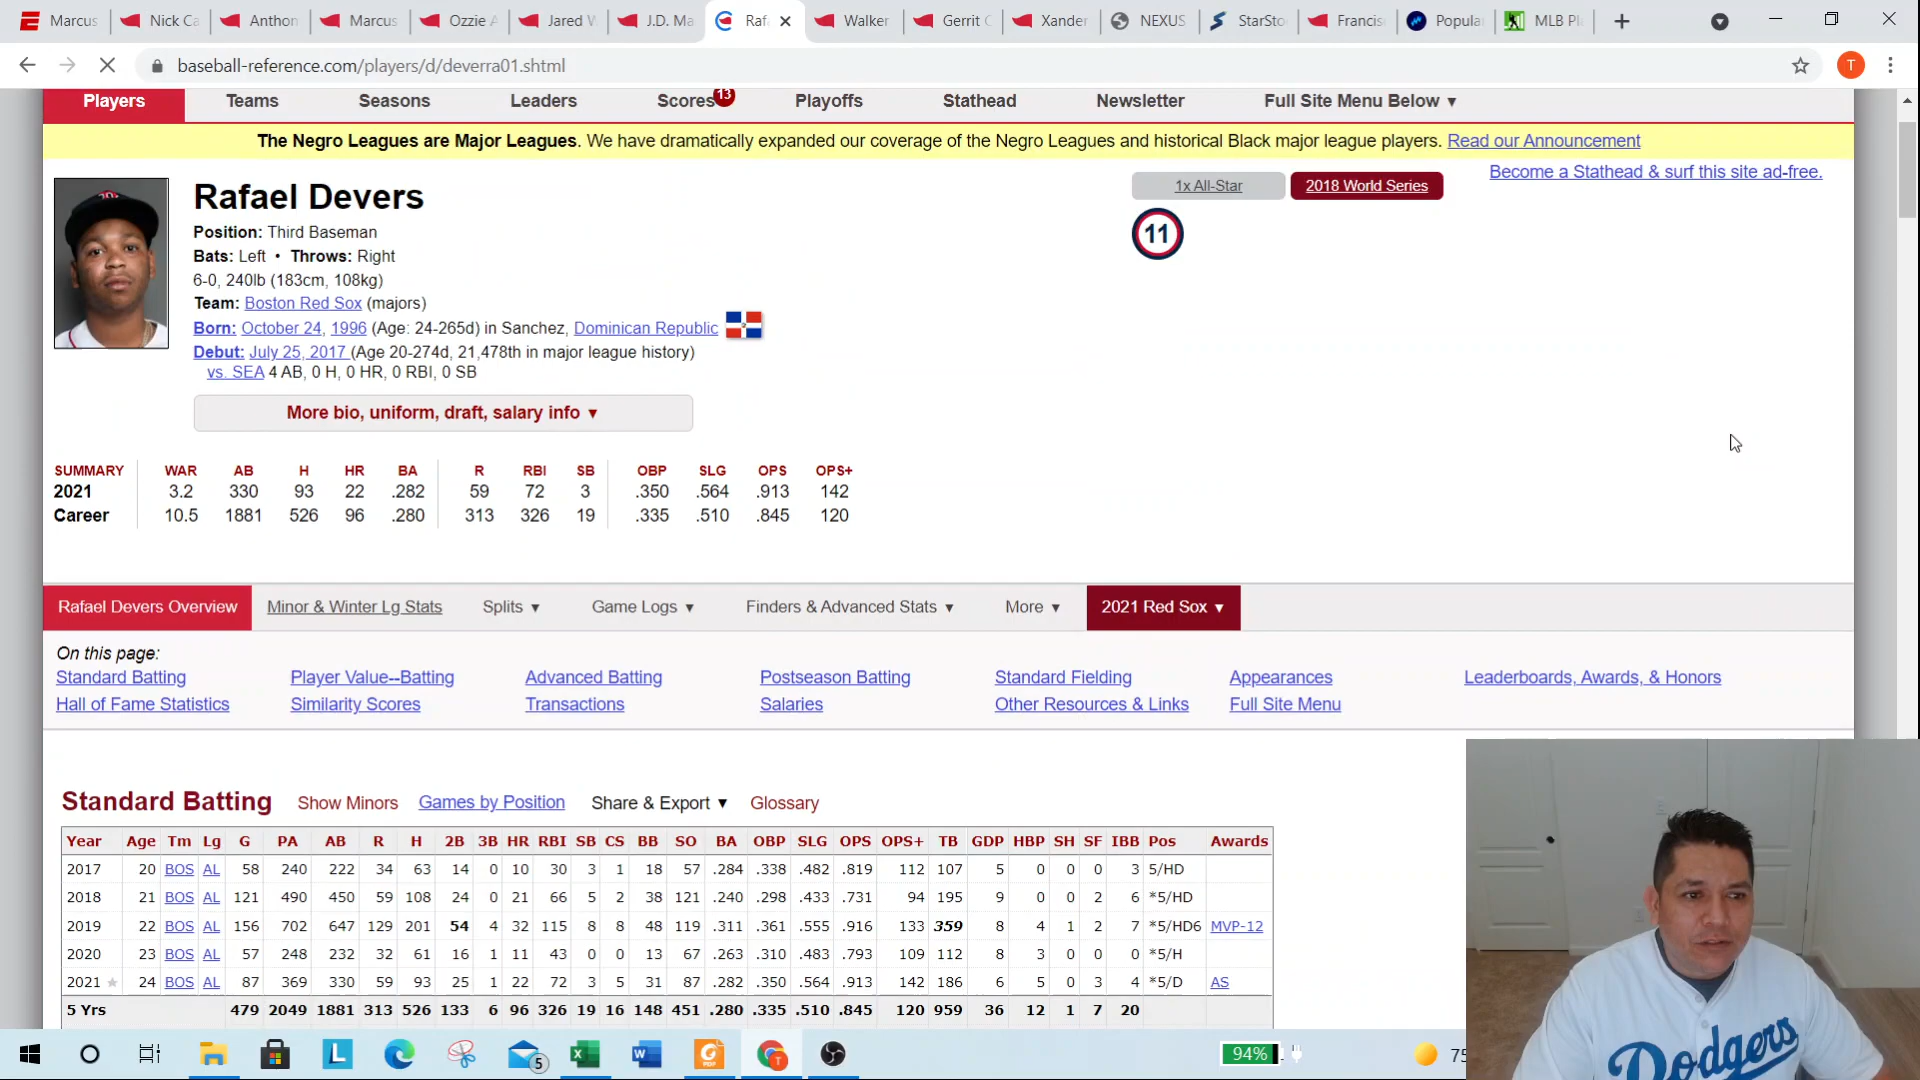 Marcus Nick Ca Anthon Marcus Ozzie A Jared W J.D. Ma Raf Walker Gerrit C Xander NEXUS StarSto Francis Popula MLB Pl
baseball-reference.com/players/d/deverra01.shtml T
Players Teams Seasons Leaders Scores 13 Playoffs Stathead Newsletter Full Site Menu Below ▼
The Negro Leagues are Major Leagues. We have dramatically expanded our coverage of the Negro Leagues and historical Black major league players. Read our Announcement
Become a Stathead & surf this site ad-free.
Rafael Devers
1x All-Star 2018 World Series
11
Position: Third Baseman
Bats: Left • Throws: Right
6-0, 240lb (183cm, 108kg)
Team: Boston Red Sox (majors)
Born: October 24, 1996 (Age: 24-265d) in Sanchez, Dominican Republic
Debut: July 25, 2017 (Age 20-274d, 21,478th in major league history)
vs. SEA 4 AB, 0 H, 0 HR, 0 RBI, 0 SB
More bio, uniform, draft, salary info ▼
SUMMARY WAR AB H HR BA R RBI SB OBP SLG OPS OPS+
2021 3.2 330 93 22 .282 59 72 3 .350 .564 .913 142
Career 10.5 1881 526 96 .280 313 326 19 .335 .510 .845 120
Rafael Devers Overview Minor & Winter Lg Stats Splits ▼ Game Logs ▼ Finders & Advanced Stats ▼ More ▼ 2021 Red Sox ▼
On this page:
Standard Batting Player Value--Batting Advanced Batting Postseason Batting Standard Fielding Appearances Leaderboards, Awards, & Honors
Hall of Fame Statistics Similarity Scores Transactions Salaries Other Resources & Links Full Site Menu
Standard Batting Show Minors Games by Position Share & Export ▼ Glossary
Year Age Tm Lg G PA AB R H 2B 3B HR RBI SB CS BB SO BA OBP SLG OPS OPS+ TB GDP HBP SH SF IBB Pos Awards
2017 20 BOS AL 58 240 222 34 63 14 0 10 30 3 1 18 57 .284 .338 .482 .819 112 107 5 0 0 0 3 5/HD
2018 21 BOS AL 121 490 450 59 108 24 0 21 66 5 2 38 121 .240 .298 .433 .731 94 195 9 0 0 2 6 *5/HD
2019 22 BOS AL 156 702 647 129 201 54 4 32 115 8 8 48 119 .311 .361 .555 .916 133 359 8 4 1 2 7 *5/HD6 MVP-12
2020 23 BOS AL 57 248 232 32 61 16 1 11 43 0 0 13 67 .263 .310 .483 .793 109 112 8 3 0 0 0 *5/H
2021 ★ 24 BOS AL 87 369 330 59 93 25 1 22 72 3 5 31 87 .282 .350 .564 .913 142 186 6 5 0 3 4 *5/D AS
5 Yrs 479 2049 1881 313 526 133 6 96 326 19 16 148 451 .280 .335 .510 .845 120 959 36 12 1 7 20
5 94% 75
Dodgers